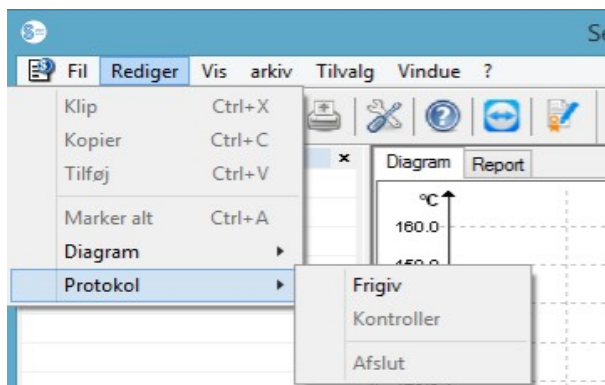 Se
Fil Rediger Vis arkiv Tilvalg Vindue ?
Klip Ctrl+X
Kopier Ctrl+C
Tilføj Ctrl+V
Marker alt Ctrl+A
Diagram
Protokol
Diagram Report
°C
160.0
Frigiv
Kontroller
Afslut